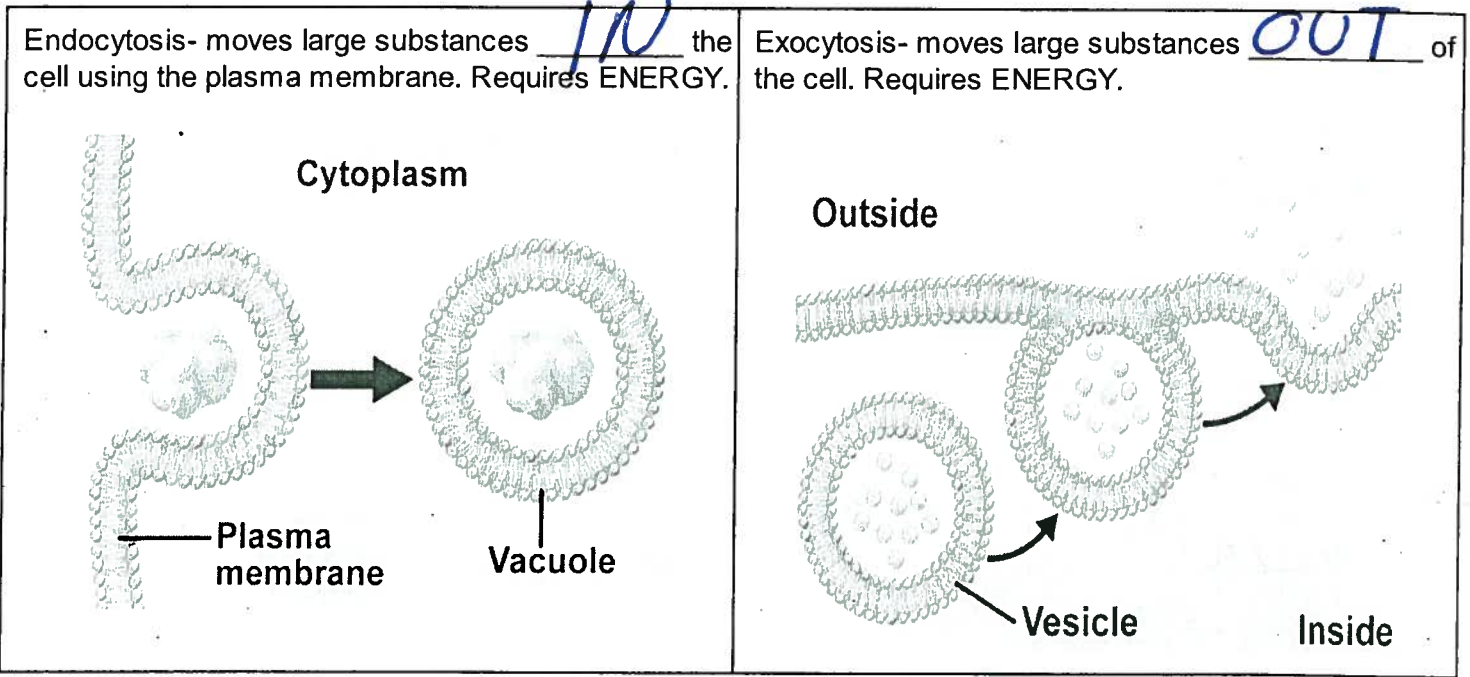 Endocytosis- moves large substances IN the
cell using the plasma membrane. Requires ENERGY.
Cytoplasm
Plasma
membrane
Vacuole
Exocytosis- moves large substances OUT of
the cell. Requires ENERGY.
Outside
Vesicle
Inside